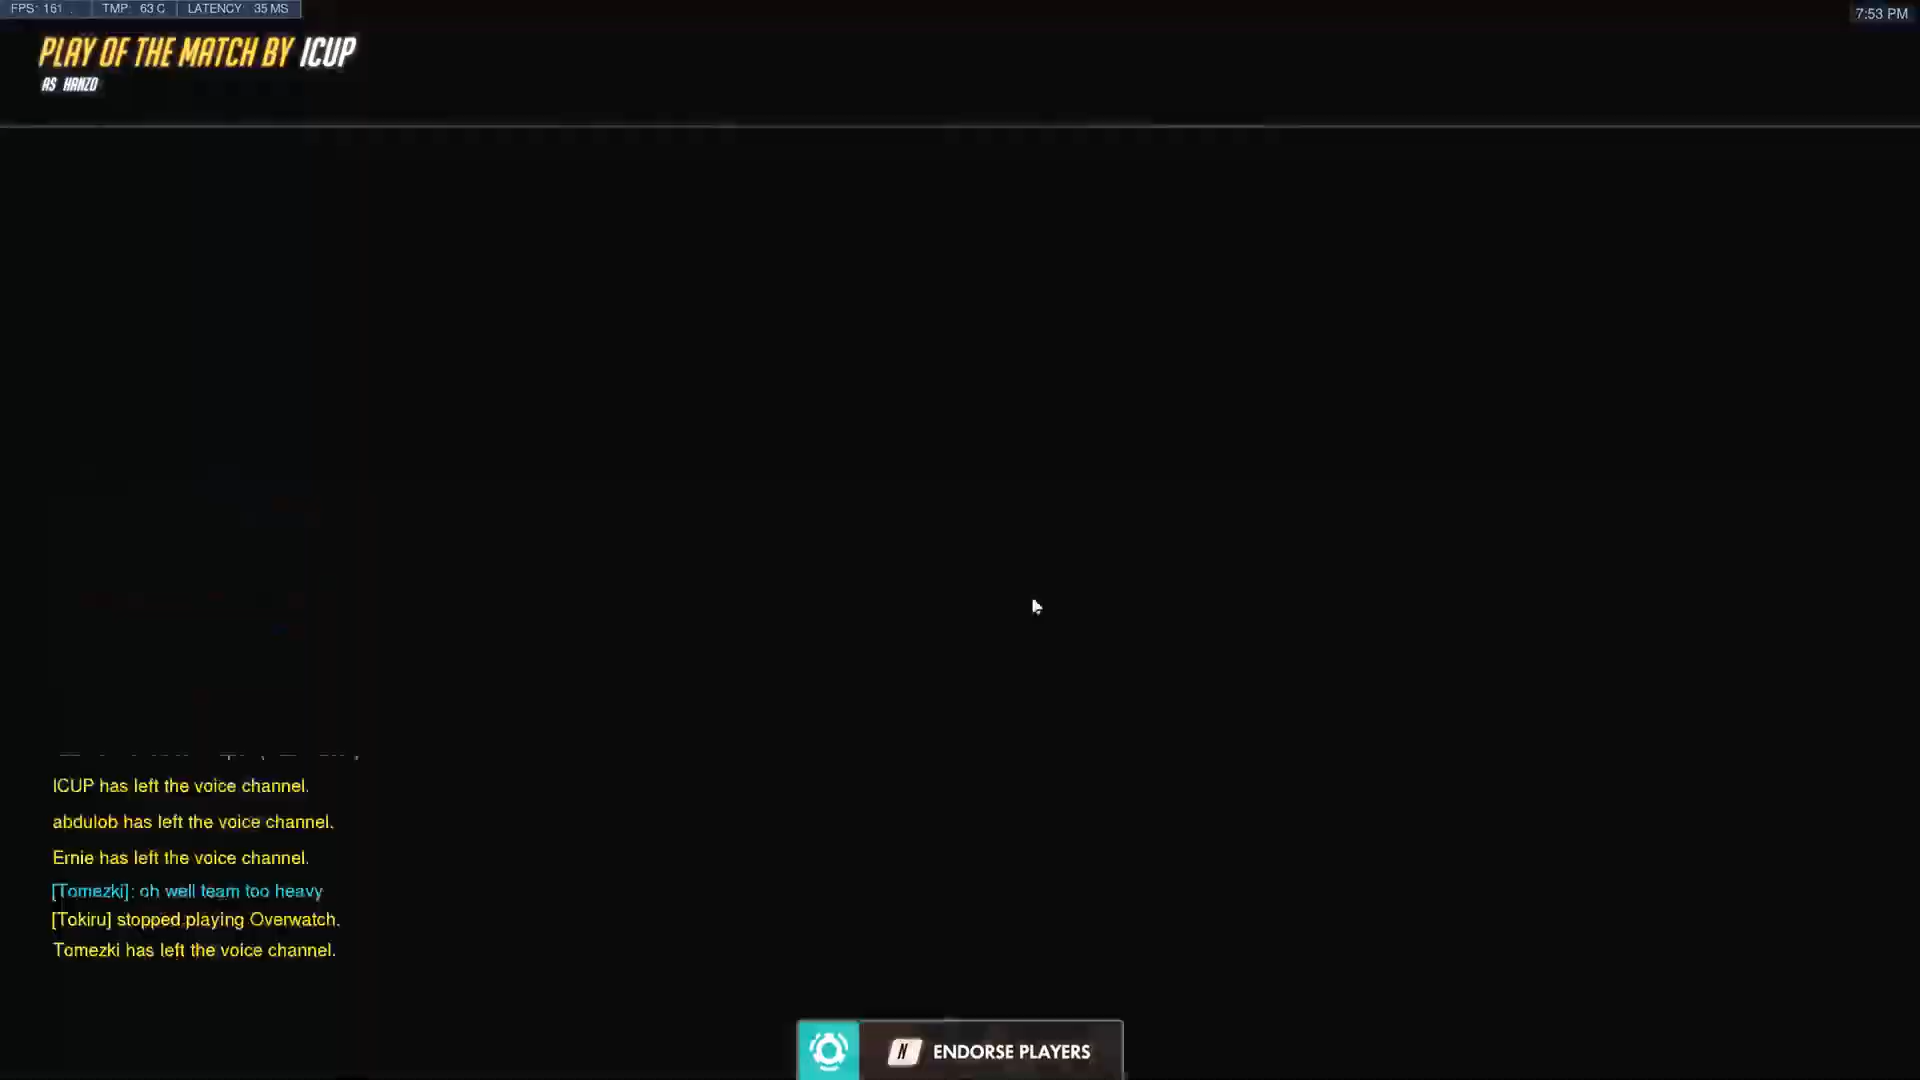 FPS: 161 TMP: 63 C LATENCY 35 MS
7:53 PM
PLAY OF THE MATCH BY ICUP
AS HANZO
ICUP has left the voice channel.
abdulob has left the voice channel.
Ernie has left the voice channel.
[Tomezki]: oh well team too heavy
[Tokiru] stopped playing Overwatch.
Tomezki has left the voice channel.
N ENDORSE PLAYERS